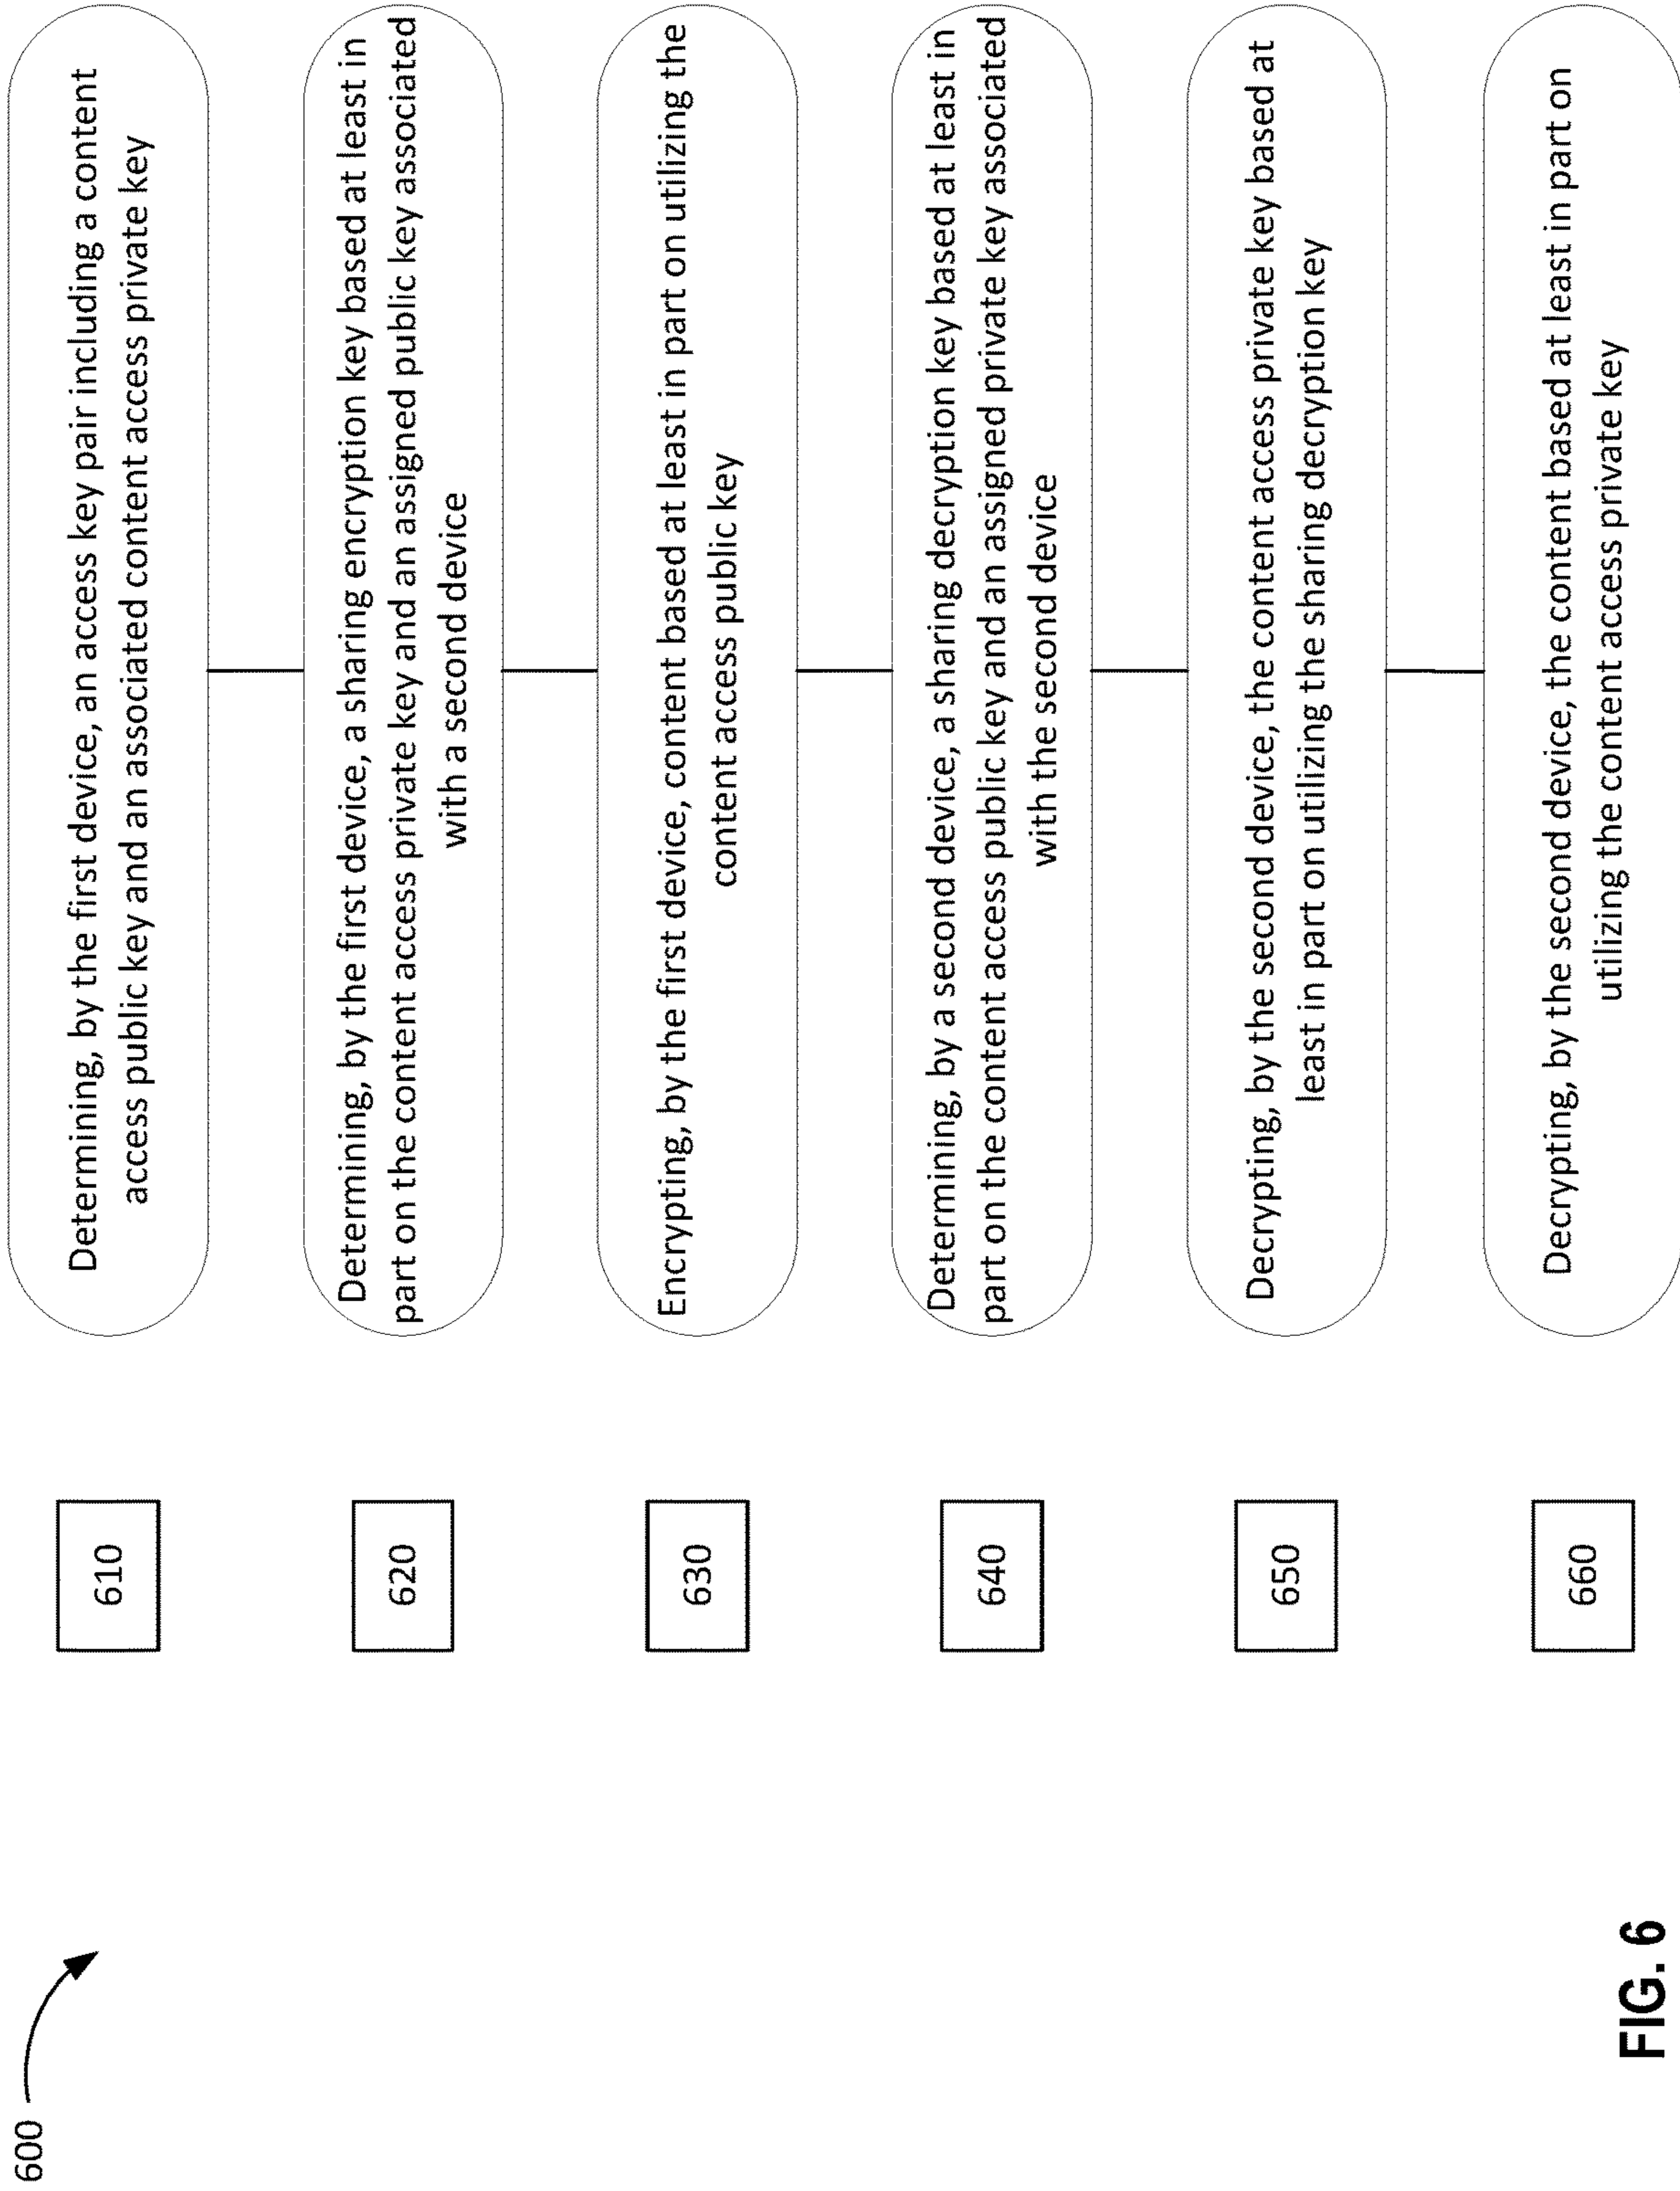 600
610
Determining, by the first device, an access key pair including a content
access public key and an associated content access private key
620
Determining, by the first device, a sharing encryption key based at least in
part on the content access private key and an assigned public key associated
with a second device
630
Encrypting, by the first device, content based at least in part on utilizing the
content access public key
640
Determining, by a second device, a sharing decryption key based at least in
part on the content access public key and an assigned private key associated
with the second device
650
Decrypting, by the second device, the content access private key based at
least in part on utilizing the sharing decryption key
660
Decrypting, by the second device, the content based at least in part on
utilizing the content access private key
FIG. 6